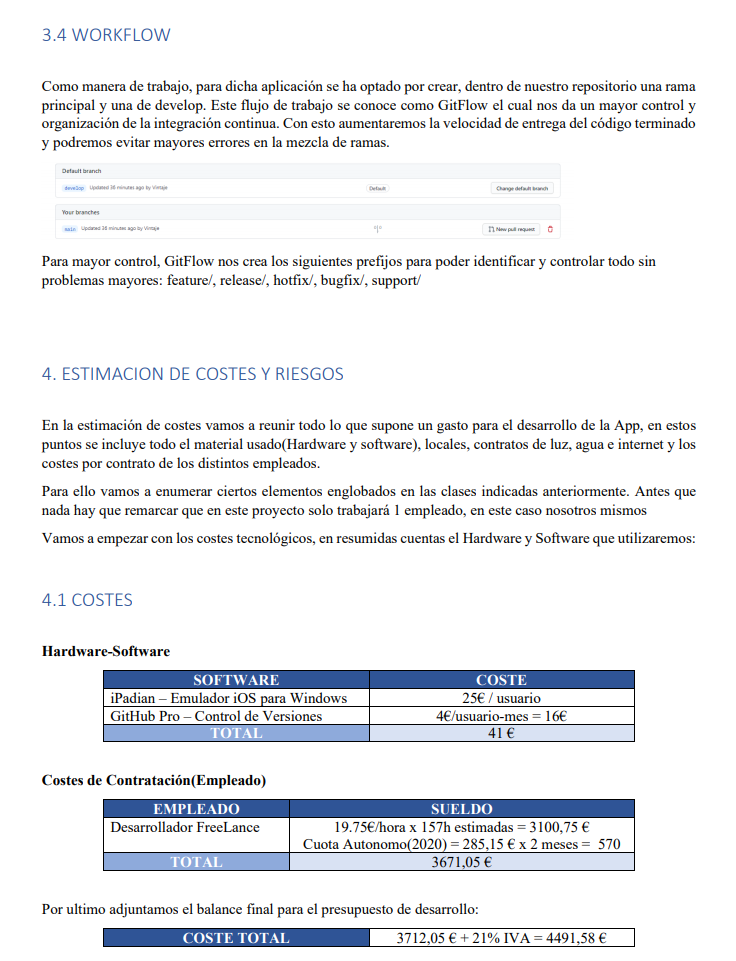 3.4 WORKFLOW
Como manera de trabajo, para dicha aplicación se ha optado por crear, dentro de nuestro repositorio una rama
principal y una de develop. Este flujo de trabajo se conoce como GitFlow el cual nos da un mayor control y
organización de la integración continua. Con esto aumentaremos la velocidad de entrega del código terminado
y podremos evitar mayores errores en la mezcla de ramas.
Default branch
develop Updated 36 minutes ago by Vintaje Default Change default branch
Your branches
main Updated 36 minutes ago by Vintaje New pull request
Para mayor control, GitFlow nos crea los siguientes prefijos para poder identificar y controlar todo sin
problemas mayores: feature/, release/, hotfix/, bugfix/, support/
4. ESTIMACION DE COSTES Y RIESGOS
En la estimación de costes vamos a reunir todo lo que supone un gasto para el desarrollo de la App, en estos
puntos se incluye todo el material usado(Hardware y software), locales, contratos de luz, agua e internet y los
costes por contrato de los distintos empleados.
Para ello vamos a enumerar ciertos elementos englobados en las clases indicadas anteriormente. Antes que
nada hay que remarcar que en este proyecto solo trabajará 1 empleado, en este caso nosotros mismos
Vamos a empezar con los costes tecnológicos, en resumidas cuentas el Hardware y Software que utilizaremos:
4.1 COSTES
Hardware-Software
SOFTWARE COSTE
iPadian – Emulador iOS para Windows 25€ / usuario
GitHub Pro – Control de Versiones 4€/usuario-mes = 16€
TOTAL 41 €
Costes de Contratación(Empleado)
EMPLEADO SUELDO
Desarrollador FreeLance 19.75€/hora x 157h estimadas = 3100,75 €
Cuota Autonomo(2020) = 285,15 € x 2 meses = 570
TOTAL 3671,05 €
Por ultimo adjuntamos el balance final para el presupuesto de desarrollo:
COSTE TOTAL 3712,05 € + 21% IVA = 4491,58 €